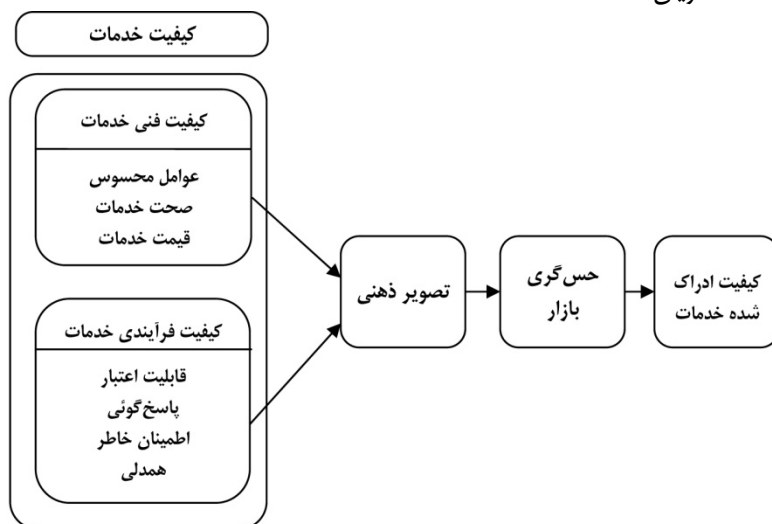 کیفیت خدمات
کیفیت فنی خدمات
عوامل محسوس
صحت خدمات
قیمت خدمات
کیفیت فرآیندی خدمات
قابلیت اعتبار
پاسخ‌گوئی
اطمینان خاطر
همدلی
تصویر ذهنی
حس‌گری
بازار
کیفیت ادراک
شده خدمات